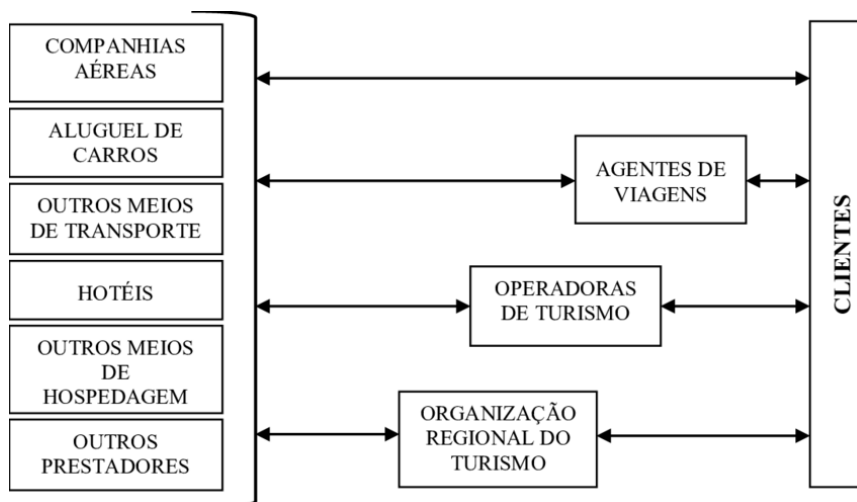 COMPANHIAS
AÉREAS
ALUGUEL DE
CARROS
OUTROS MEIOS
DE TRANSPORTE
HOTÉIS
OUTROS MEIOS
DE
HOSPEDAGEM
OUTROS
PRESTADORES
AGENTES DE
VIAGENS
OPERADORAS
DE TURISMO
ORGANIZAÇÃO
REGIONAL DO
TURISMO
CLIENTES